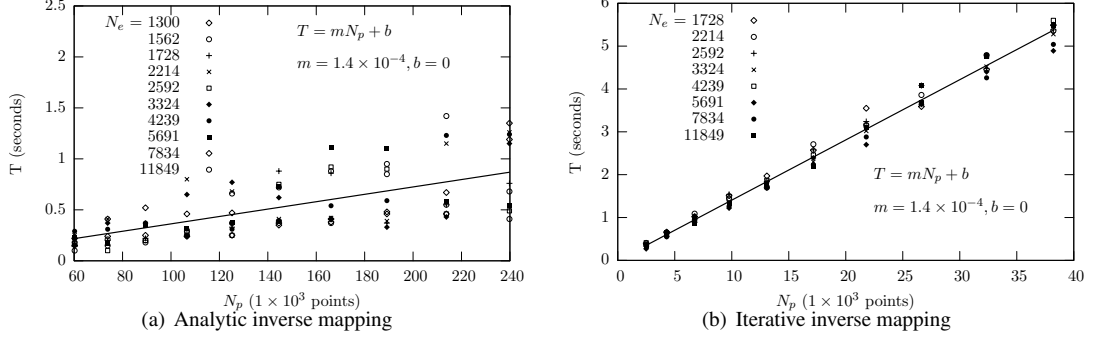 T (seconds)
2.5
2
1.5
1
0.5
0
60 80 100 120 140 160 180 200 220 240
N_e = 1300
1562
1728
2214
2592
3324
4239
5691
7834
11849
T = mN_p + b
m = 1.4 × 10^{-4}, b = 0
N_p (1 × 10^3 points)
(a) Analytic inverse mapping
T (seconds)
6
5
4
3
2
1
0
0 5 10 15 20 25 30 35 40
N_e = 1728
2214
2592
3324
4239
5691
7834
11849
T = mN_p + b
m = 1.4 × 10^{-4}, b = 0
N_p (1 × 10^3 points)
(b) Iterative inverse mapping